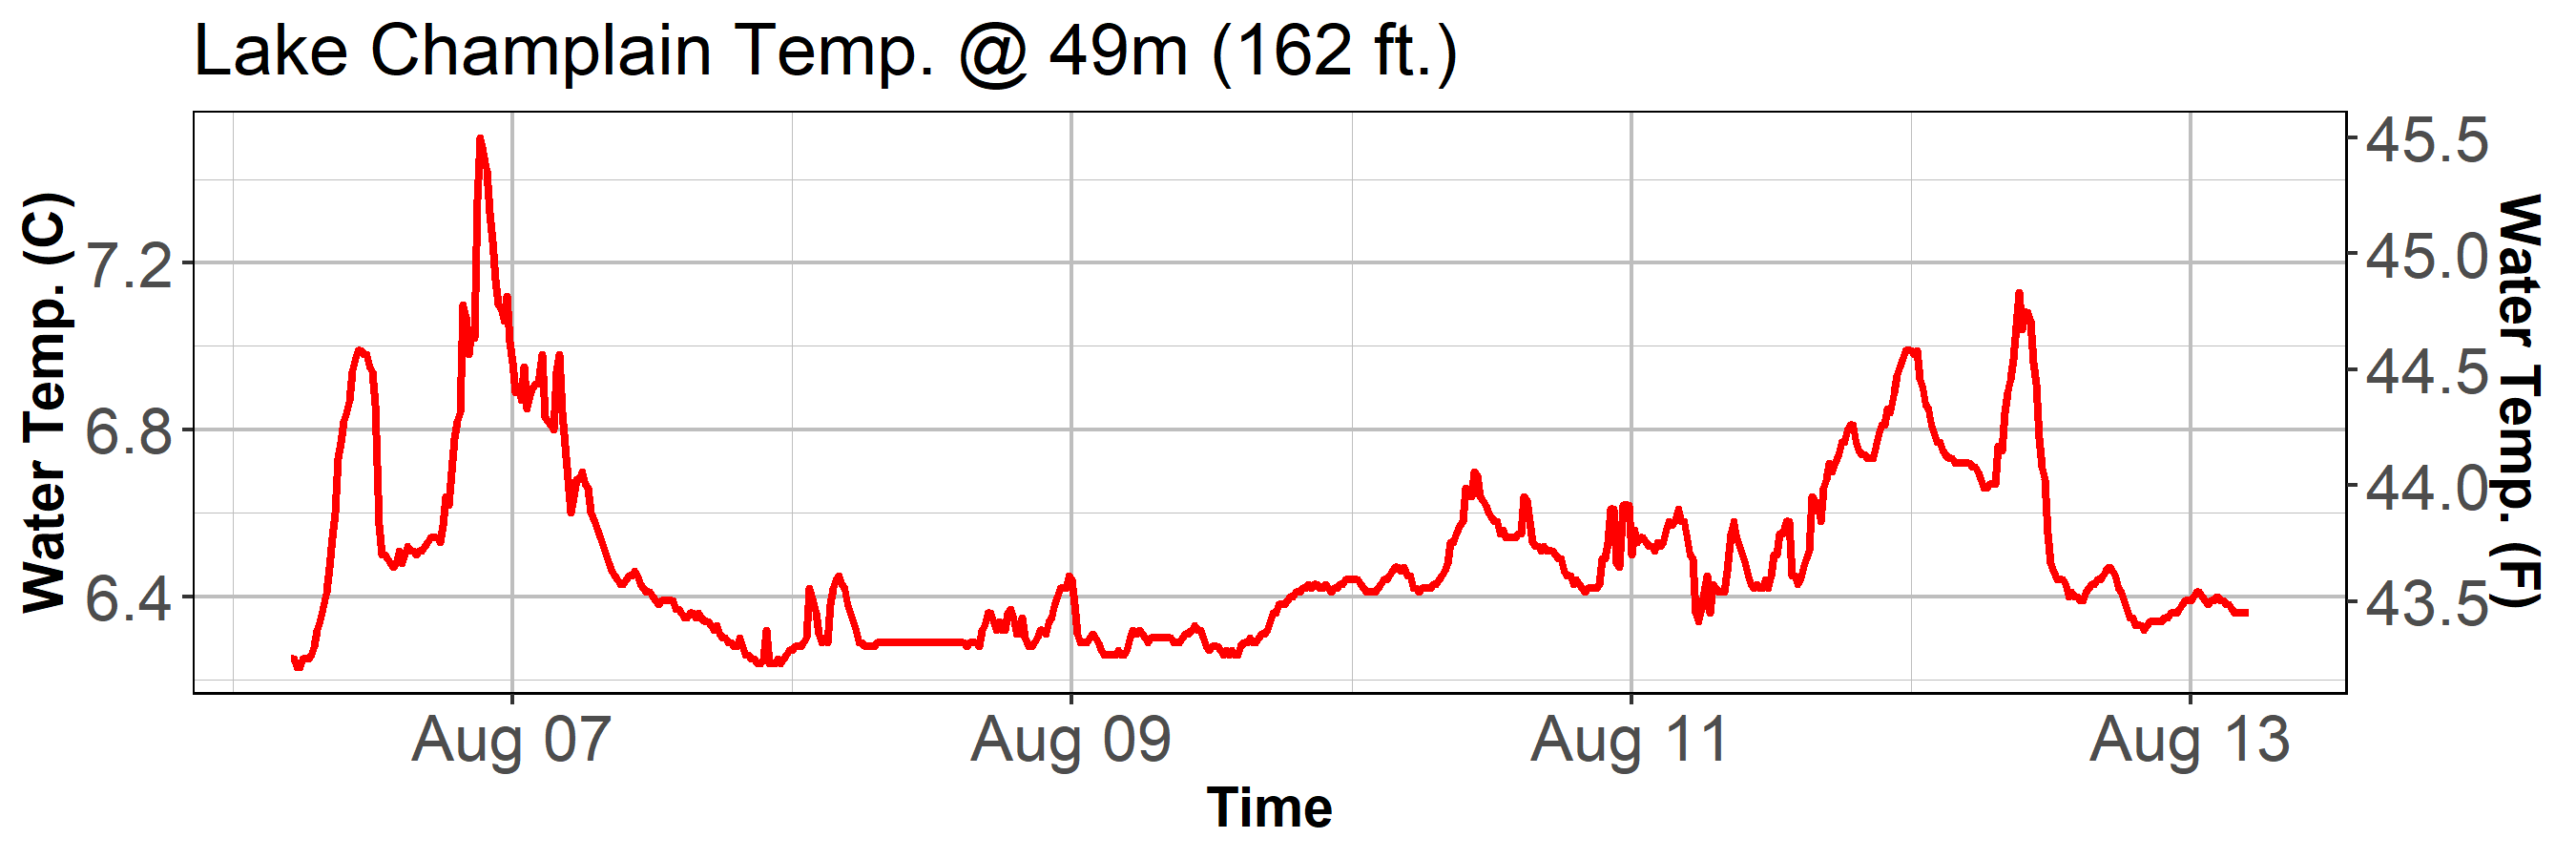 Lake Champlain Temp. @ 49m (162 ft.)
Water Temp. (C)
7.2
6.8
6.4
45.5
45.0
44.5
44.0
43.5
Water Temp. (F)
Aug 07 Aug 09 Aug 11 Aug 13
Time